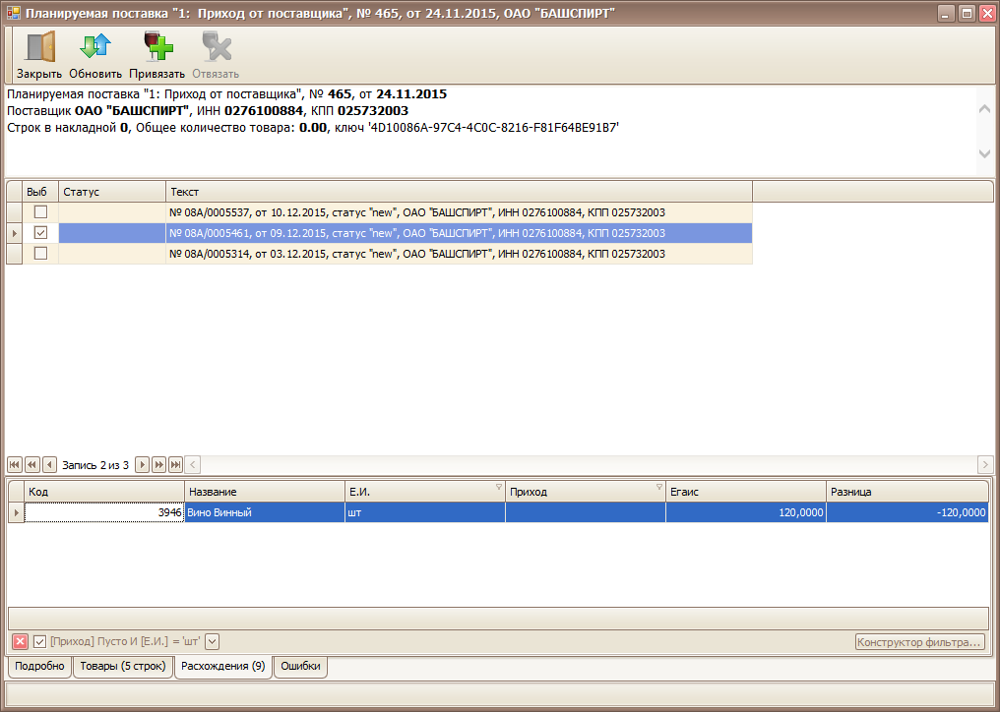 Планируемая поставка "1:  Приход от поставщика", № 465, от 24.11.2015, ОАО "БАШСПИРТ"
Закрыть Обновить Привязать Отвязать
Планируемая поставка "1: Приход от поставщика", № 465, от 24.11.2015
Поставщик ОАО "БАШСПИРТ", ИНН 0276100884, КПП 025732003
Строк в накладной 0, Общее количество товара: 0.00, ключ '4D10086A-97C4-4C0C-8216-F81F64BE91B7'
Выб Статус Текст
№ 08А/0005537, от 10.12.2015, статус "new", ОАО "БАШСПИРТ", ИНН 0276100884, КПП 025732003
№ 08А/0005461, от 09.12.2015, статус "new", ОАО "БАШСПИРТ", ИНН 0276100884, КПП 025732003
№ 08А/0005314, от 03.12.2015, статус "new", ОАО "БАШСПИРТ", ИНН 0276100884, КПП 025732003
Запись 2 из 3
Код Название Е.И. Приход Егаис Разница
3946 Вино Винный шт 120,0000 -120,0000
[Приход] Пусто И [Е.И.] = 'шт' Конструктор фильтра...
Подробно Товары (5 строк) Расхождения (9) Ошибки